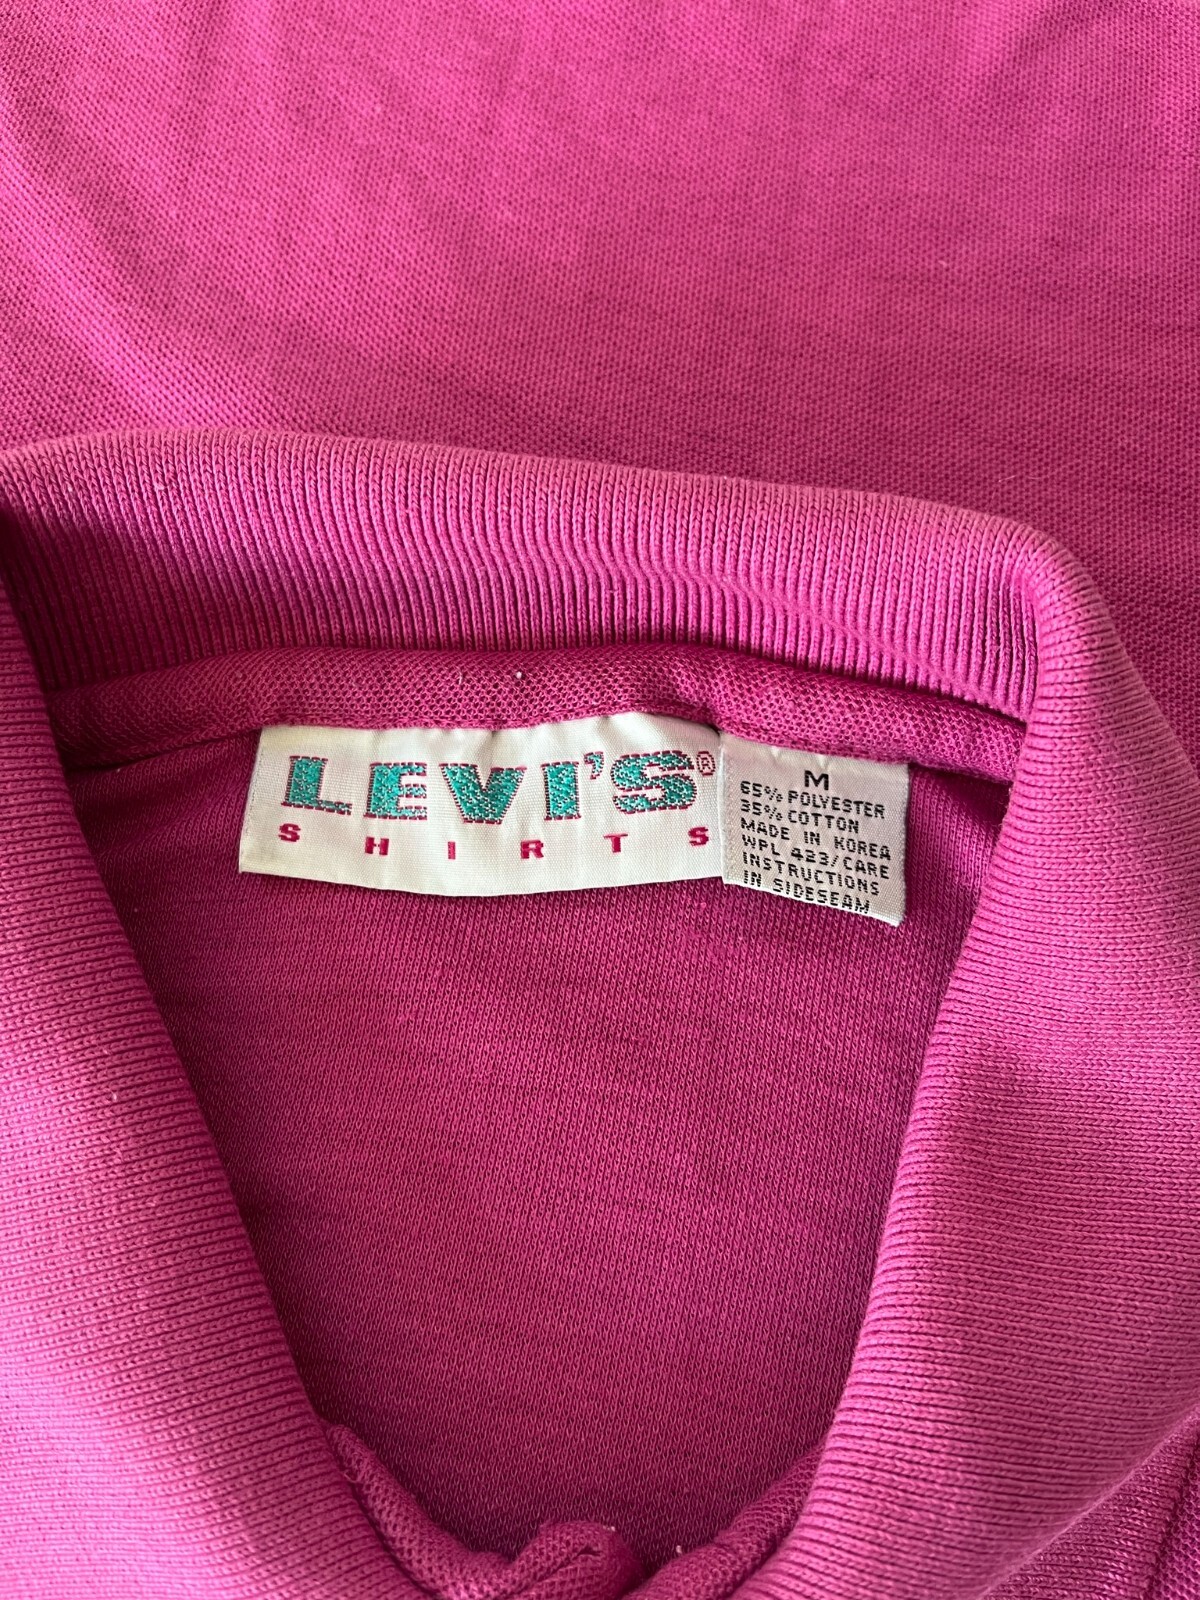 LEVI'S®
SHIRTS
M
65% POLYESTER
35% COTTON
MADE IN KOREA
WPL 423/CARE
INSTRUCTIONS
IN SIDESEAM